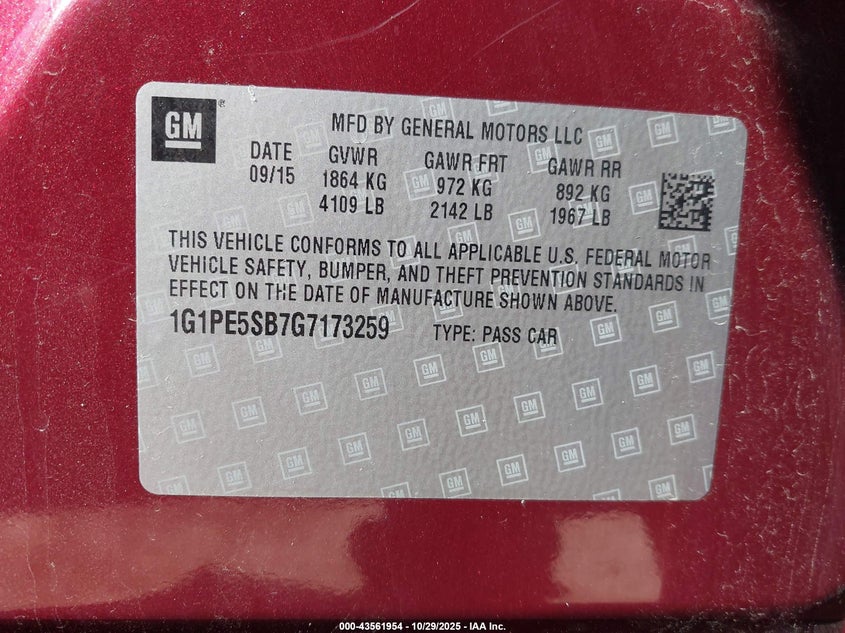 GM
MFD BY GENERAL MOTORS LLC
DATE GVWR GAWR FRT GAWR RR
09/15 1864 KG 972 KG 892 KG
4109 LB 2142 LB 1967 LB
THIS VEHICLE CONFORMS TO ALL APPLICABLE U.S. FEDERAL MOTOR
VEHICLE SAFETY, BUMPER, AND THEFT PREVENTION STANDARDS IN
EFFECT ON THE DATE OF MANUFACTURE SHOWN ABOVE.
1G1PE5SB7G7173259 TYPE: PASS CAR
000-43561954 - 10/29/2025 - IAA Inc.